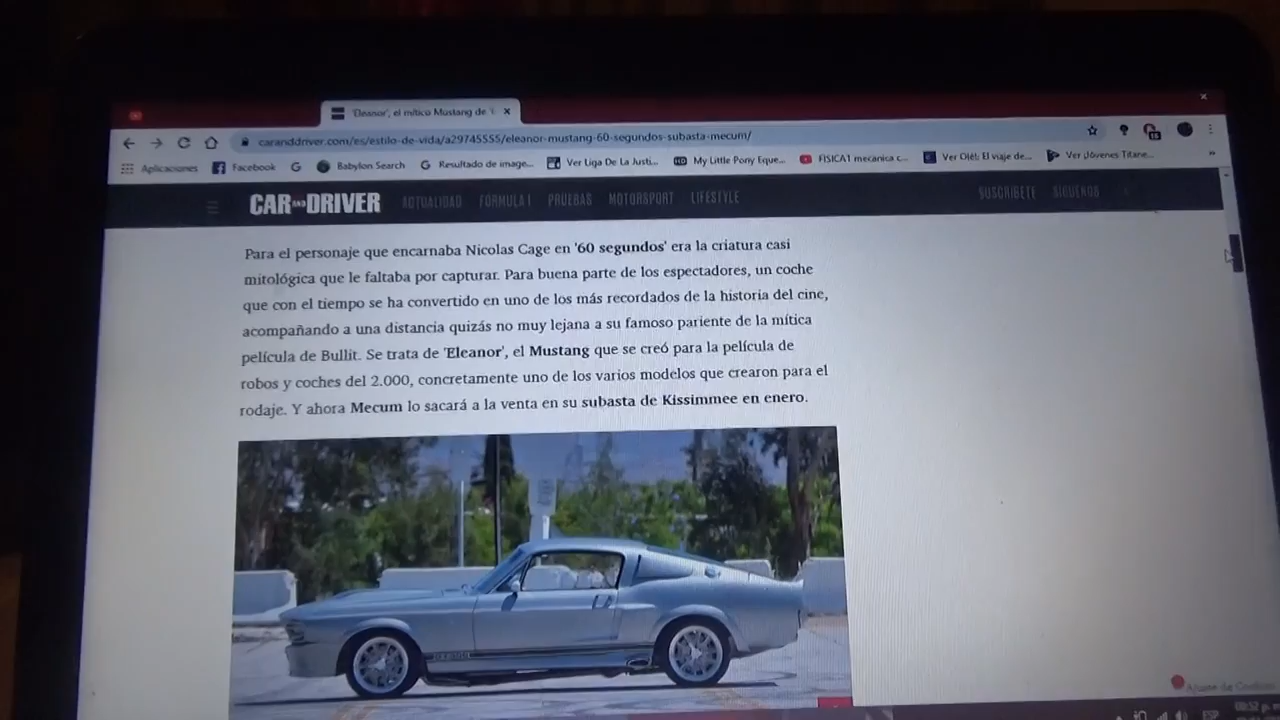 'Eleanor', el mítico Mustang de '
caranddriver.com/es/estilo-de-vida/a29745555/eleanor-mustang-60-segundos-subasta-mecum/
Aplicaciones Facebook G Babylon Search G Resultado de image... Ver Liga De La Justi... HD My Little Pony Eque... FISICA1 mecanica c... Ver Olél: El viaje de... Ver ¡Jóvenes Titane... »
CAR AND DRIVER ACTUALIDAD FÓRMULA 1 PRUEBAS MOTORSPORT LIFESTYLE SUSCRÍBETE SÍGUENOS
Para el personaje que encarnaba Nicolas Cage en '60 segundos' era la criatura casi
mitológica que le faltaba por capturar. Para buena parte de los espectadores, un coche
que con el tiempo se ha convertido en uno de los más recordados de la historia del cine,
acompañando a una distancia quizás no muy lejana a su famoso pariente de la mítica
película de Bullit. Se trata de 'Eleanor', el Mustang que se creó para la película de
robos y coches del 2.000, concretamente uno de los varios modelos que crearon para el
rodaje. Y ahora Mecum lo sacará a la venta en su subasta de Kissimmee en enero.
Ajuste de
ESP